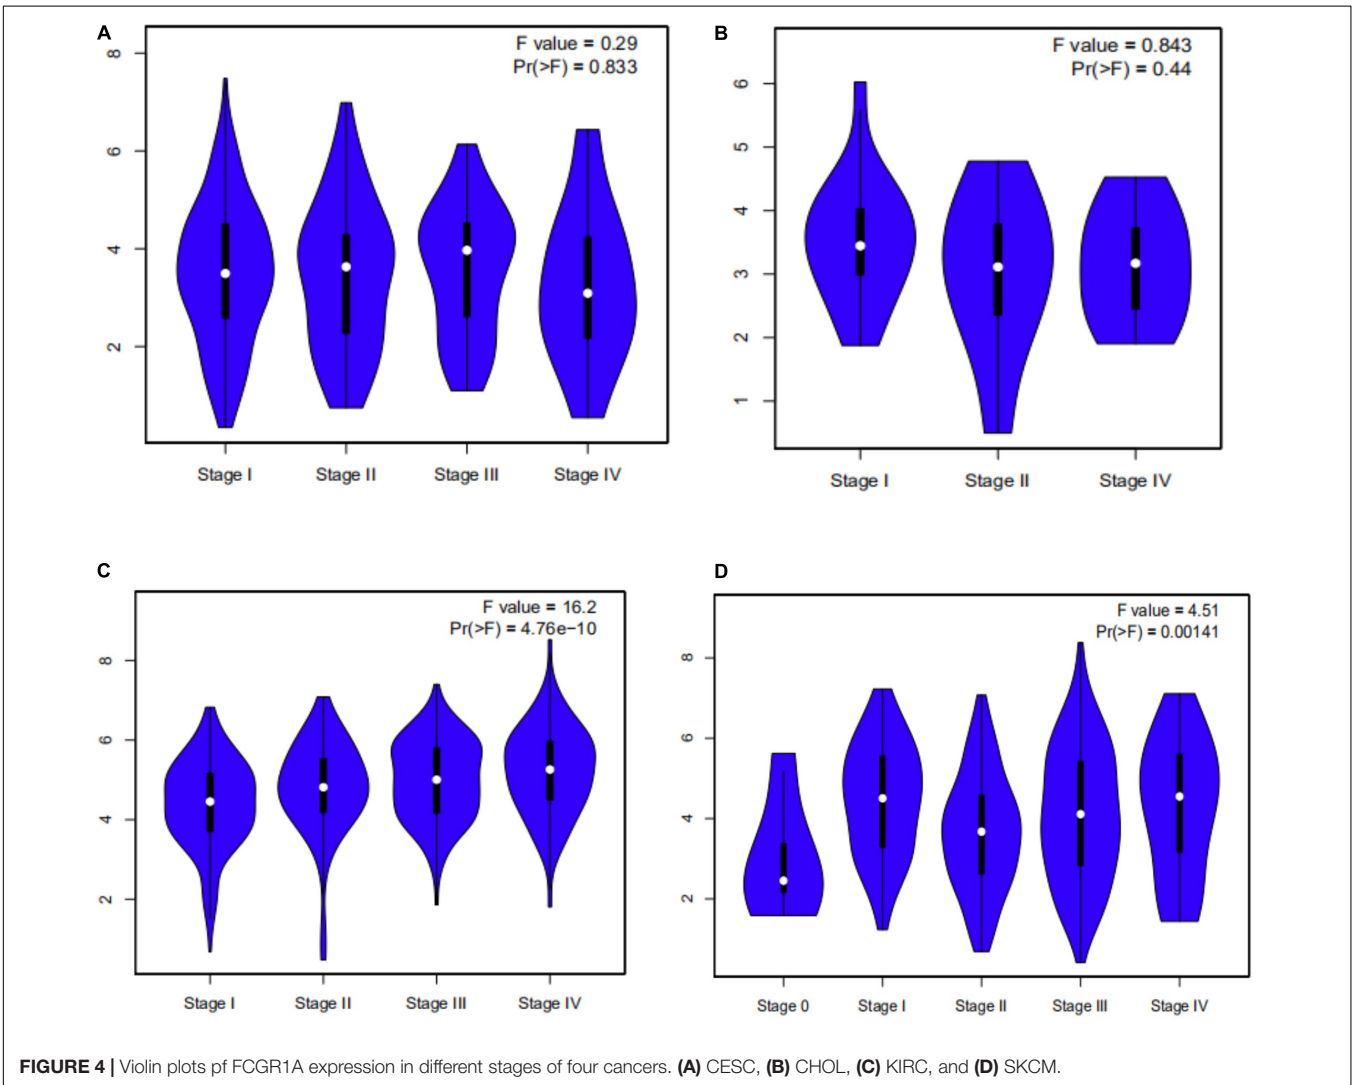 A
F value = 0.29
Pr(>F) = 0.833
8
6
4
2
Stage I Stage II Stage III Stage IV
B
F value = 0.843
Pr(>F) = 0.44
6
5
4
3
2
1
Stage I Stage II Stage IV
C
F value = 16.2
Pr(>F) = 4.76e−10
8
6
4
2
Stage I Stage II Stage III Stage IV
D
F value = 4.51
Pr(>F) = 0.00141
8
6
4
2
Stage 0 Stage I Stage II Stage III Stage IV
FIGURE 4 | Violin plots pf FCGR1A expression in different stages of four cancers. (A) CESC, (B) CHOL, (C) KIRC, and (D) SKCM.